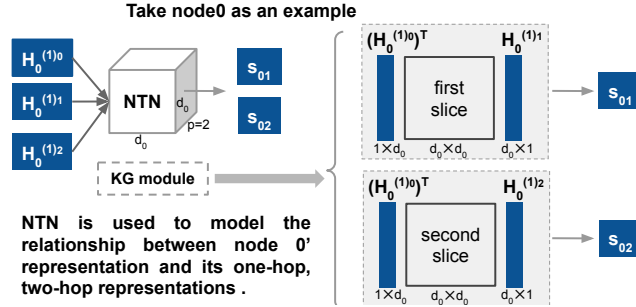 Take node0 as an example
H₀⁽¹⁾⁰
H₀⁽¹⁾¹
H₀⁽¹⁾²
NTN
d₀
p=2
d₀
s₀₁
s₀₂
KG module
NTN is used to model the
relationship between node 0'
representation and its one-hop,
two-hop representations .
(H₀⁽¹⁾⁰)ᵀ
H₀⁽¹⁾¹
first
slice
1×d₀
d₀×d₀
d₀×1
s₀₁
(H₀⁽¹⁾⁰)ᵀ
H₀⁽¹⁾²
second
slice
1×d₀
d₀×d₀
d₀×1
s₀₂